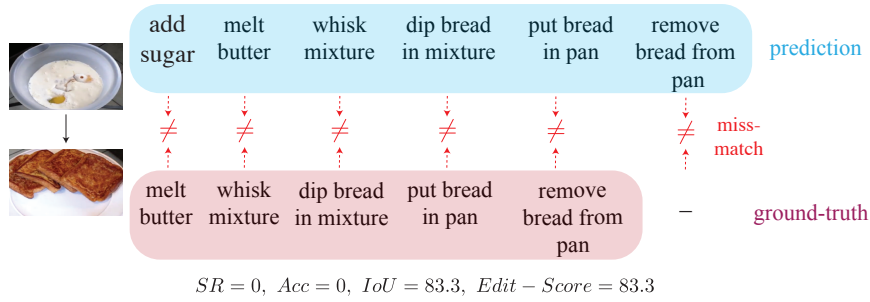 add sugar
melt butter
whisk mixture
dip bread in mixture
put bread in pan
remove bread from pan
prediction
≠ ≠ ≠ ≠ ≠ ≠
miss-match
melt butter
whisk mixture
dip bread in mixture
put bread in pan
remove bread from pan
–
ground-truth
SR = 0, Acc = 0, IoU = 83.3, Edit − Score = 83.3